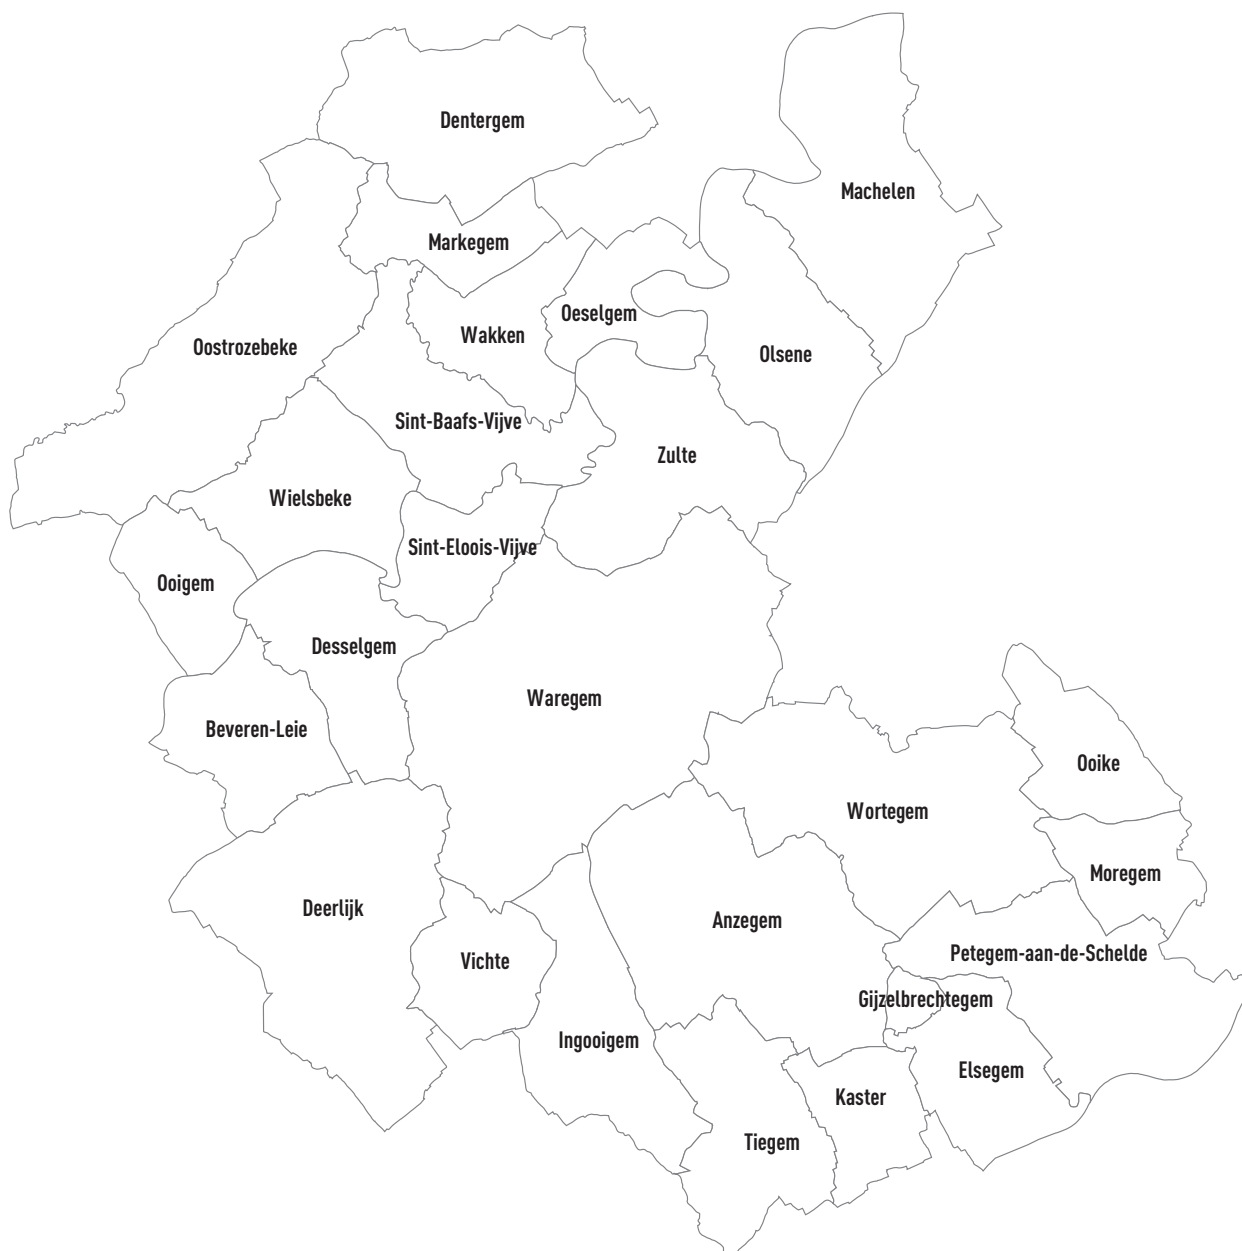 Dentergem
Machelen
Markegem
Oeselgem
Wakken
Oostrozebeke
Olsene
Sint-Baafs-Vijve
Zulte
Wielsbeke
Sint-Eloois-Vijve
Ooigem
Desselgem
Waregem
Beveren-Leie
Ooike
Wortegem
Moregem
Deerlijk
Anzegem
Petegem-aan-de-Schelde
Vichte
Gijzelbrechtegem
Ingooigem
Elsegem
Kaster
Tiegem